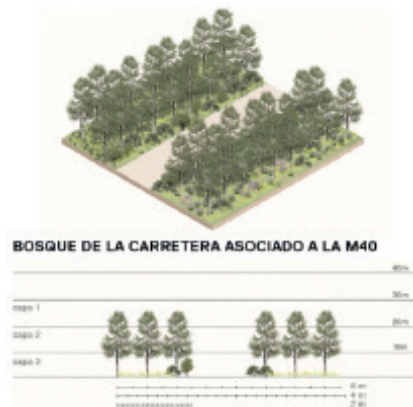 BOSQUE DE LA CARRETERA ASOCIADO A LA M40
40m
30m
capa 1
20m
capa 2
10m
capa 3
6 m
4 m
2 m